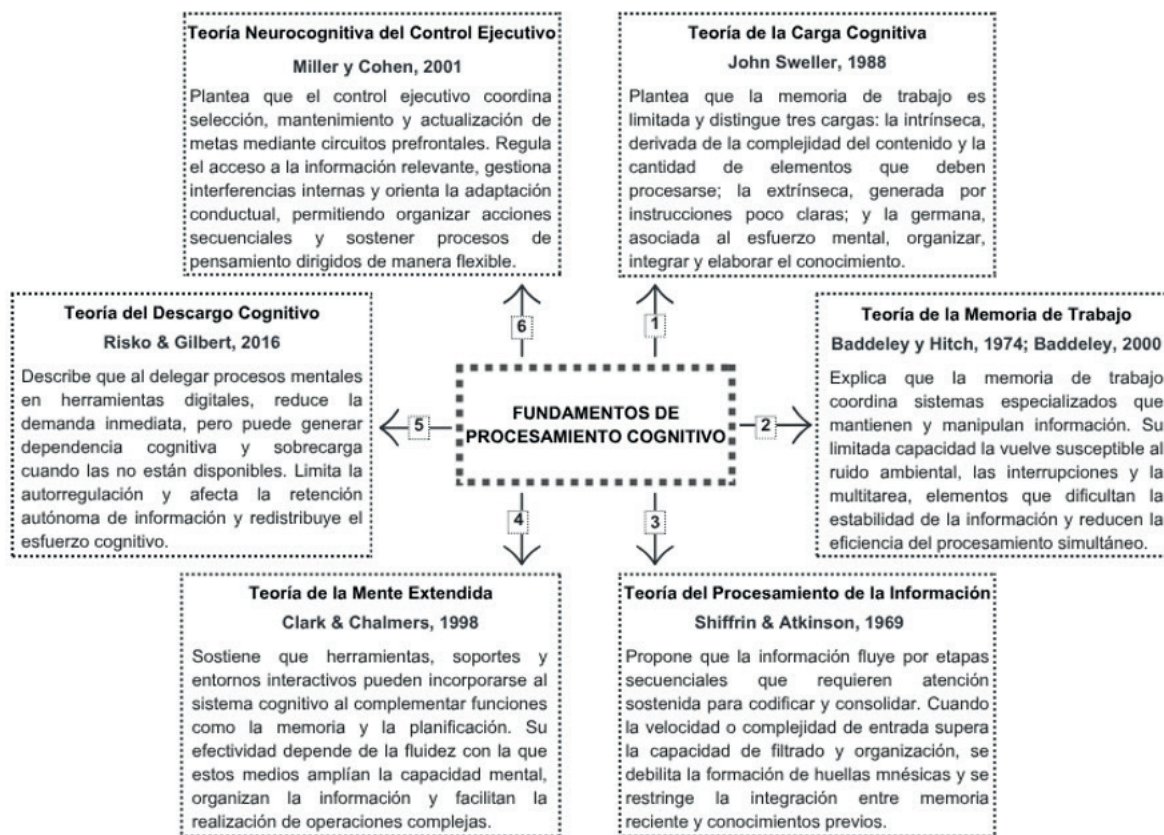 Teoría Neurocognitiva del Control Ejecutivo
Miller y Cohen, 2001
Plantea que el control ejecutivo coordina
selección, mantenimiento y actualización de
metas mediante circuitos prefrontales. Regula
el acceso a la información relevante, gestiona
interferencias internas y orienta la adaptación
conductual, permitiendo organizar acciones
secuenciales y sostener procesos de
pensamiento dirigidos de manera flexible.
Teoría de la Carga Cognitiva
John Sweller, 1988
Plantea que la memoria de trabajo es
limitada y distingue tres cargas: la intrínseca,
derivada de la complejidad del contenido y la
cantidad de elementos que deben
procesarse; la extrínseca, generada por
instrucciones poco claras; y la germana,
asociada al esfuerzo mental, organizar,
integrar y elaborar el conocimiento.
6
1
Teoría del Descargo Cognitivo
Risko & Gilbert, 2016
Describe que al delegar procesos mentales
en herramientas digitales, reduce la
demanda inmediata, pero puede generar
dependencia cognitiva y sobrecarga
cuando las no están disponibles. Limita la
autorregulación y afecta la retención
autónoma de información y redistribuye el
esfuerzo cognitivo.
5
FUNDAMENTOS DE
PROCESAMIENTO COGNITIVO
2
Teoría de la Memoria de Trabajo
Baddeley y Hitch, 1974; Baddeley, 2000
Explica que la memoria de trabajo
coordina sistemas especializados que
mantienen y manipulan información. Su
limitada capacidad la vuelve susceptible al
ruido ambiental, las interrupciones y la
multitarea, elementos que dificultan la
estabilidad de la información y reducen la
eficiencia del procesamiento simultáneo.
4
3
Teoría de la Mente Extendida
Clark & Chalmers, 1998
Sostiene que herramientas, soportes y
entornos interactivos pueden incorporarse al
sistema cognitivo al complementar funciones
como la memoria y la planificación. Su
efectividad depende de la fluidez con la que
estos medios amplían la capacidad mental,
organizan la información y facilitan la
realización de operaciones complejas.
Teoría del Procesamiento de la Información
Shiffrin & Atkinson, 1969
Propone que la información fluye por etapas
secuenciales que requieren atención
sostenida para codificar y consolidar. Cuando
la velocidad o complejidad de entrada supera
la capacidad de filtrado y organización, se
debilita la formación de huellas mnésicas y se
restringe la integración entre memoria
reciente y conocimientos previos.